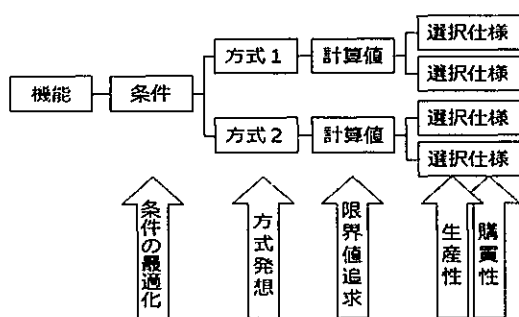 機能
条件
方式1
計算値
選択仕様
選択仕様
方式2
計算値
選択仕様
選択仕様
条件の最適化
方式発想
限界値追求
生産性
購買性